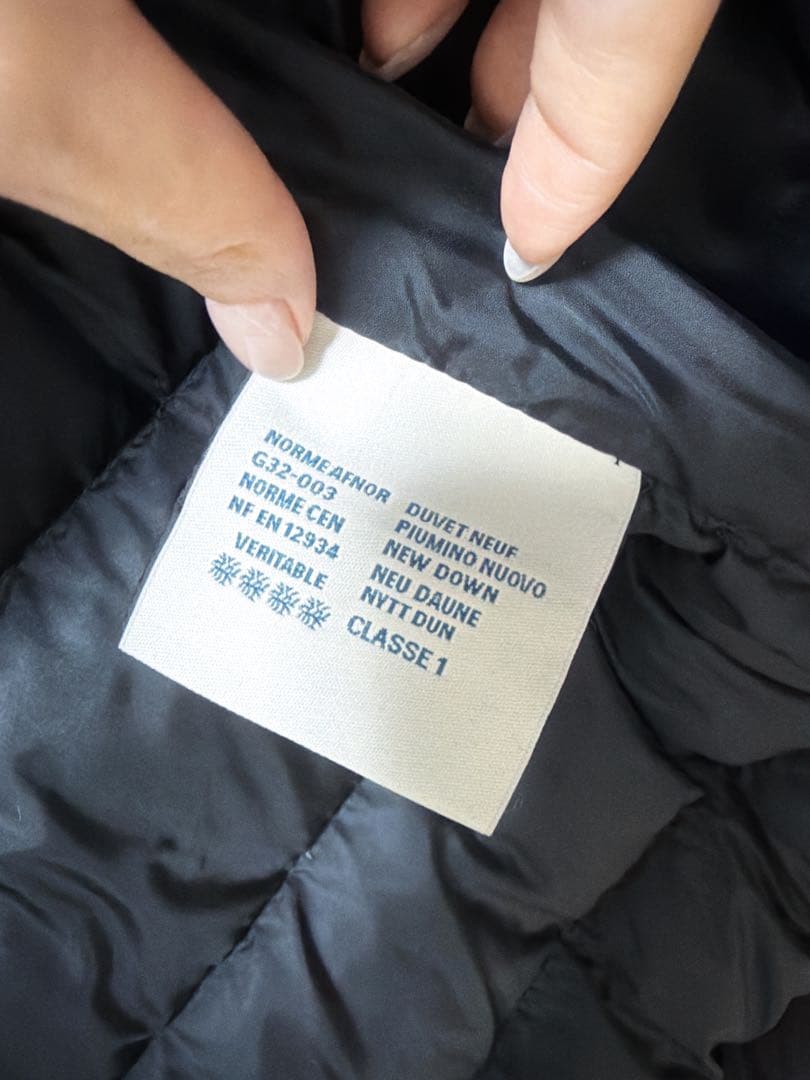 NORME AFNOR
G32-003
NORME CEN
NF EN 12934
VERITABLE
DUVET NEUF
PIUMINO NUOVO
NEW DOWN
NEU DAUNE
NYTT DUN
CLASSE 1